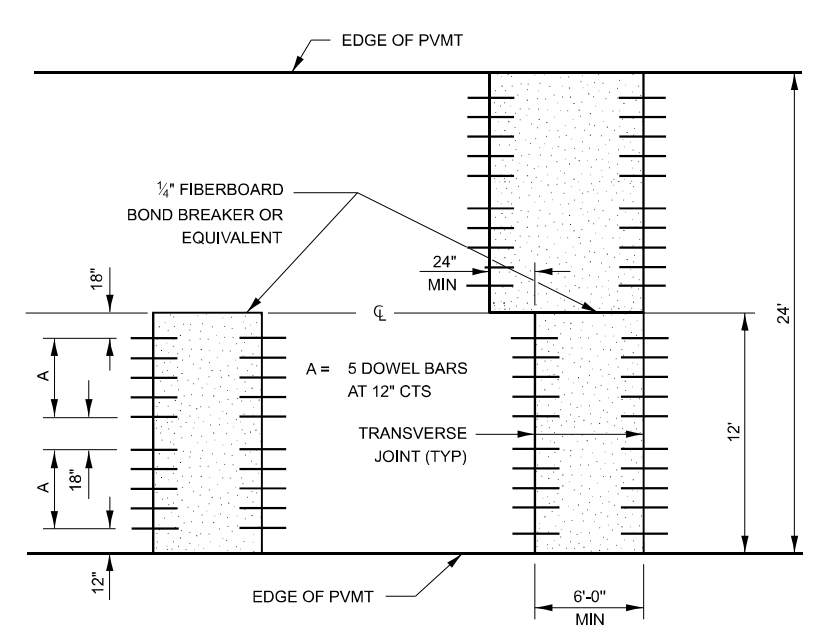 EDGE OF PVMT
¼" FIBERBOARD
BOND BREAKER OR
EQUIVALENT
24"
MIN
18"
℄
24'
A
A = 5 DOWEL BARS
AT 12" CTS
TRANSVERSE
JOINT (TYP)
12'
A
18"
12"
EDGE OF PVMT
6'-0"
MIN